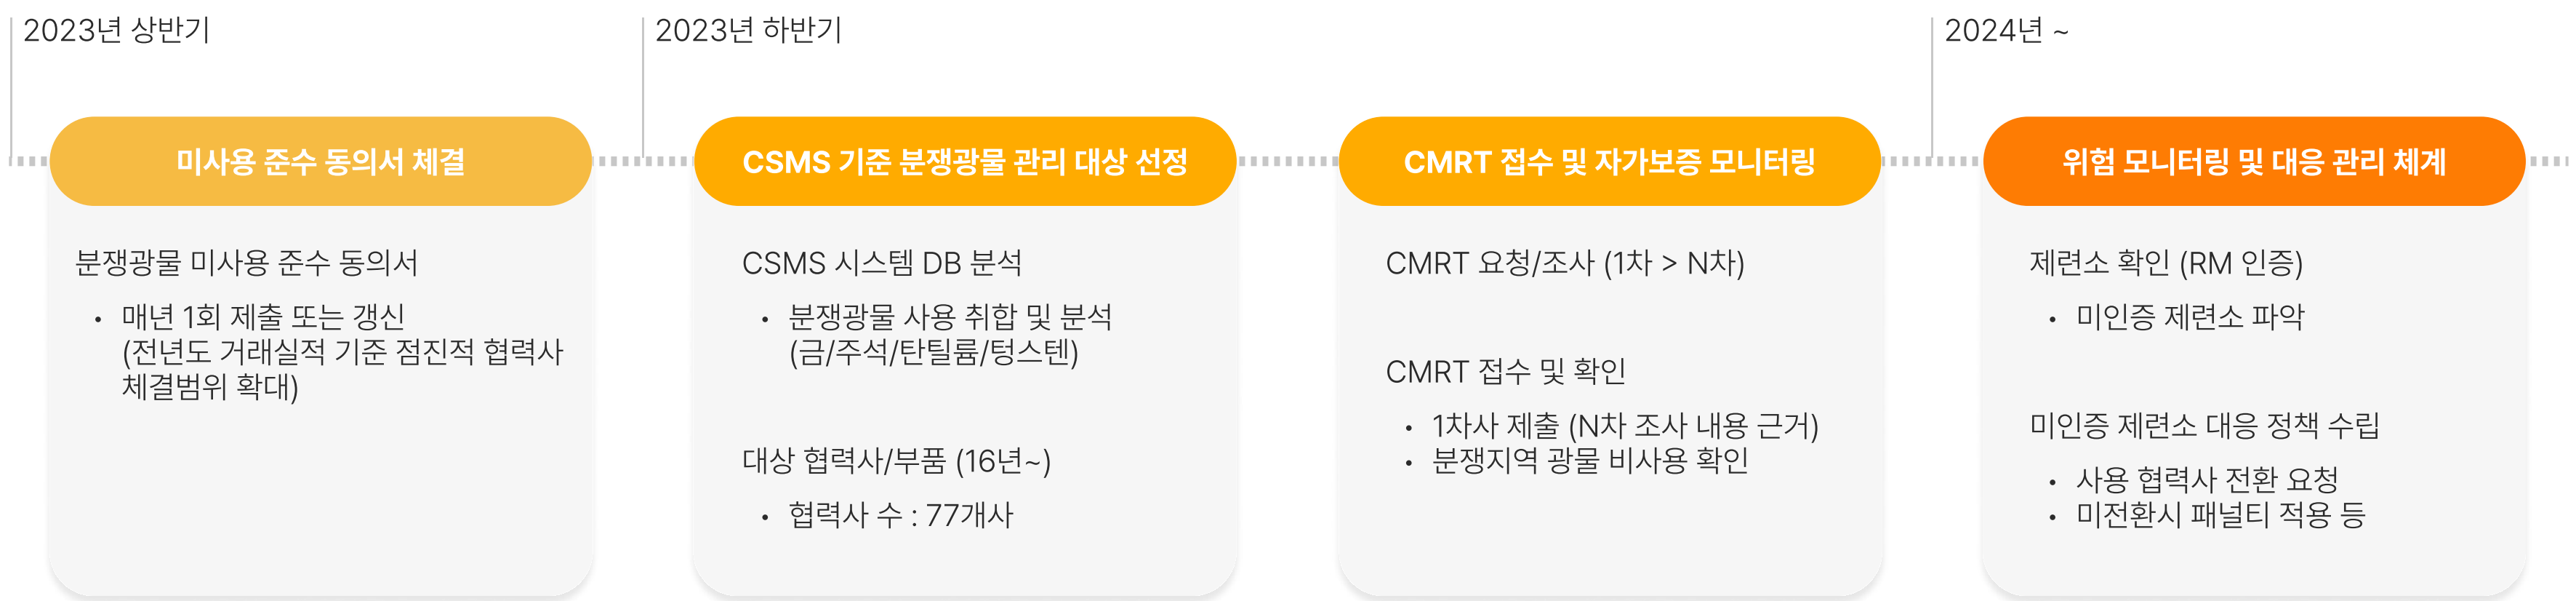 2023년 상반기
2023년 하반기
2024년 ~
미사용 준수 동의서 체결
분쟁광물 미사용 준수 동의서
• 매년 1회 제출 또는 갱신
(전년도 거래실적 기준 점진적 협력사
체결범위 확대)
CSMS 기준 분쟁광물 관리 대상 선정
CSMS 시스템 DB 분석
• 분쟁광물 사용 취합 및 분석
(금/주석/탄틸륨/텅스텐)
대상 협력사/부품 (16년~)
• 협력사 수 : 77개사
CMRT 접수 및 자가보증 모니터링
CMRT 요청/조사 (1차 > N차)
CMRT 접수 및 확인
• 1차사 제출 (N차 조사 내용 근거)
• 분쟁지역 광물 비사용 확인
위험 모니터링 및 대응 관리 체계
제련소 확인 (RM 인증)
• 미인증 제련소 파악
미인증 제련소 대응 정책 수립
• 사용 협력사 전환 요청
• 미전환시 패널티 적용 등